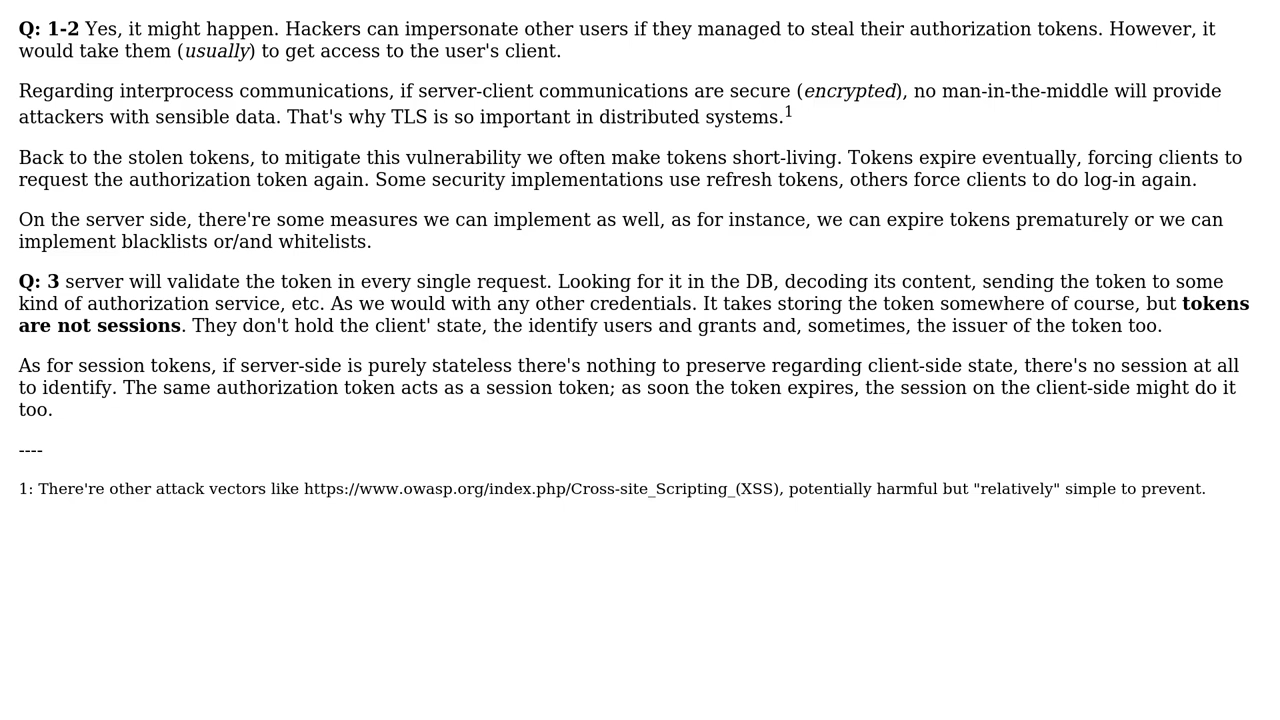 Q: 1-2 Yes, it might happen. Hackers can impersonate other users if they managed to steal their authorization tokens. However, it
would take them (usually) to get access to the user's client.
Regarding interprocess communications, if server-client communications are secure (encrypted), no man-in-the-middle will provide
attackers with sensible data. That's why TLS is so important in distributed systems.1
Back to the stolen tokens, to mitigate this vulnerability we often make tokens short-living. Tokens expire eventually, forcing clients to
request the authorization token again. Some security implementations use refresh tokens, others force clients to do log-in again.
On the server side, there're some measures we can implement as well, as for instance, we can expire tokens prematurely or we can
implement blacklists or/and whitelists.
Q: 3 server will validate the token in every single request. Looking for it in the DB, decoding its content, sending the token to some
kind of authorization service, etc. As we would with any other credentials. It takes storing the token somewhere of course, but tokens
are not sessions. They don't hold the client' state, the identify users and grants and, sometimes, the issuer of the token too.
As for session tokens, if server-side is purely stateless there's nothing to preserve regarding client-side state, there's no session at all
to identify. The same authorization token acts as a session token; as soon the token expires, the session on the client-side might do it
too.
----
1: There're other attack vectors like https://www.owasp.org/index.php/Cross-site_Scripting_(XSS), potentially harmful but "relatively" simple to prevent.